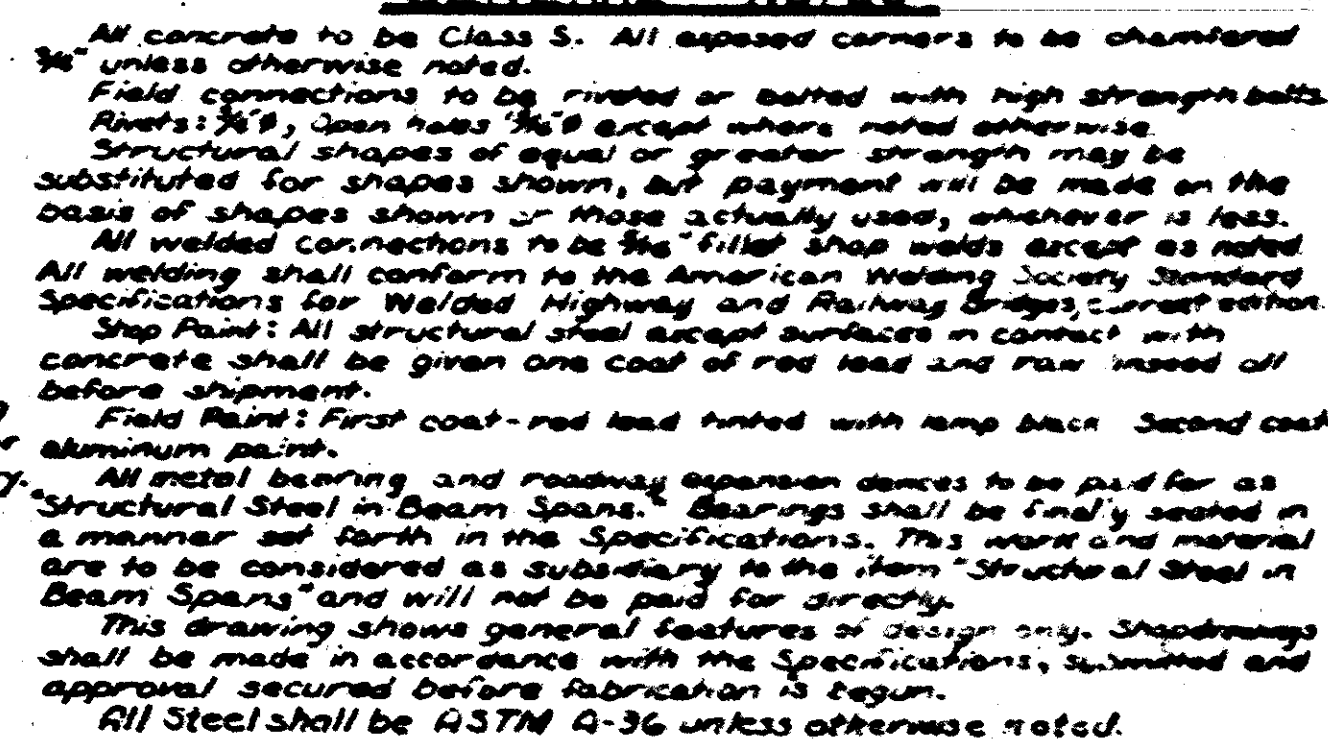 All concrete to be Class S. All exposed corners to be chamfered
3/4" unless otherwise noted.
Field connections to be riveted or bolted with high strength bolts.
Rivets: 3/4"ø, Open holes 13/16"ø except where noted otherwise.
Structural shapes of equal or greater strength may be
substituted for shapes shown, but payment will be made on the
basis of shapes shown or those actually used, whichever is less.
All welded connections to be 5/16" fillet shop welds except as noted.
All welding shall conform to the American Welding Society Standard
Specifications for Welded Highway and Railway Bridges, current edition.
Shop Paint: All structural steel except surfaces in contact with
concrete shall be given one coat of red lead and raw linseed oil
before shipment.
Field Paint: First coat - red lead tinted with lamp black Second coat
aluminum paint.
All metal bearing and roadway expansion devices to be paid for as
"Structural Steel in Beam Spans." Bearings shall be finally seated in
a manner set forth in the Specifications. This work and material
are to be considered as subsidiary to the item "Structural Steel in
Beam Spans" and will not be paid for directly.
This drawing shows general features of design only. Shop drawings
shall be made in accordance with the Specifications, submitted and
approval secured before fabrication is begun.
All Steel shall be ASTM A-36 unless otherwise noted.